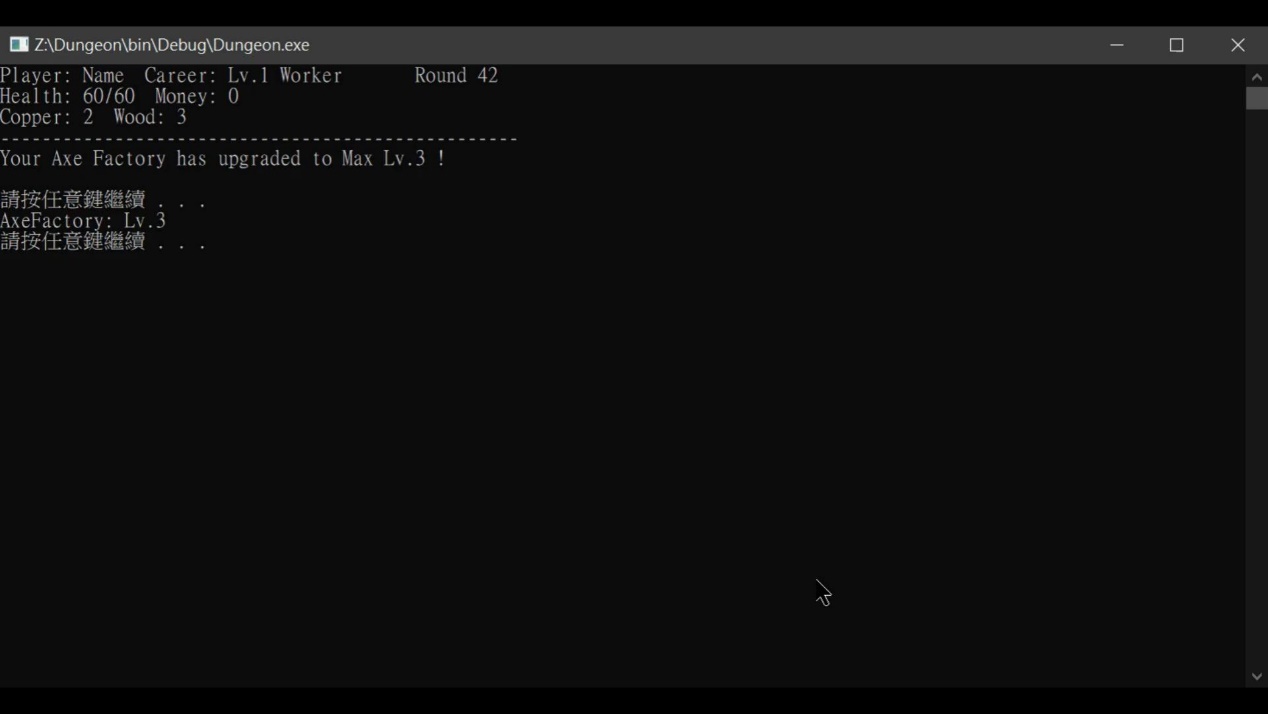 Z:\Dungeon\bin\Debug\Dungeon.exe
Player: Name  Career: Lv.1 Worker       Round 42
Health: 60/60  Money: 0
Copper: 2  Wood: 3
--------------------------------------------------
Your Axe Factory has upgraded to Max Lv.3 !
請按任意鍵繼續 . . .
AxeFactory: Lv.3
請按任意鍵繼續 . . .